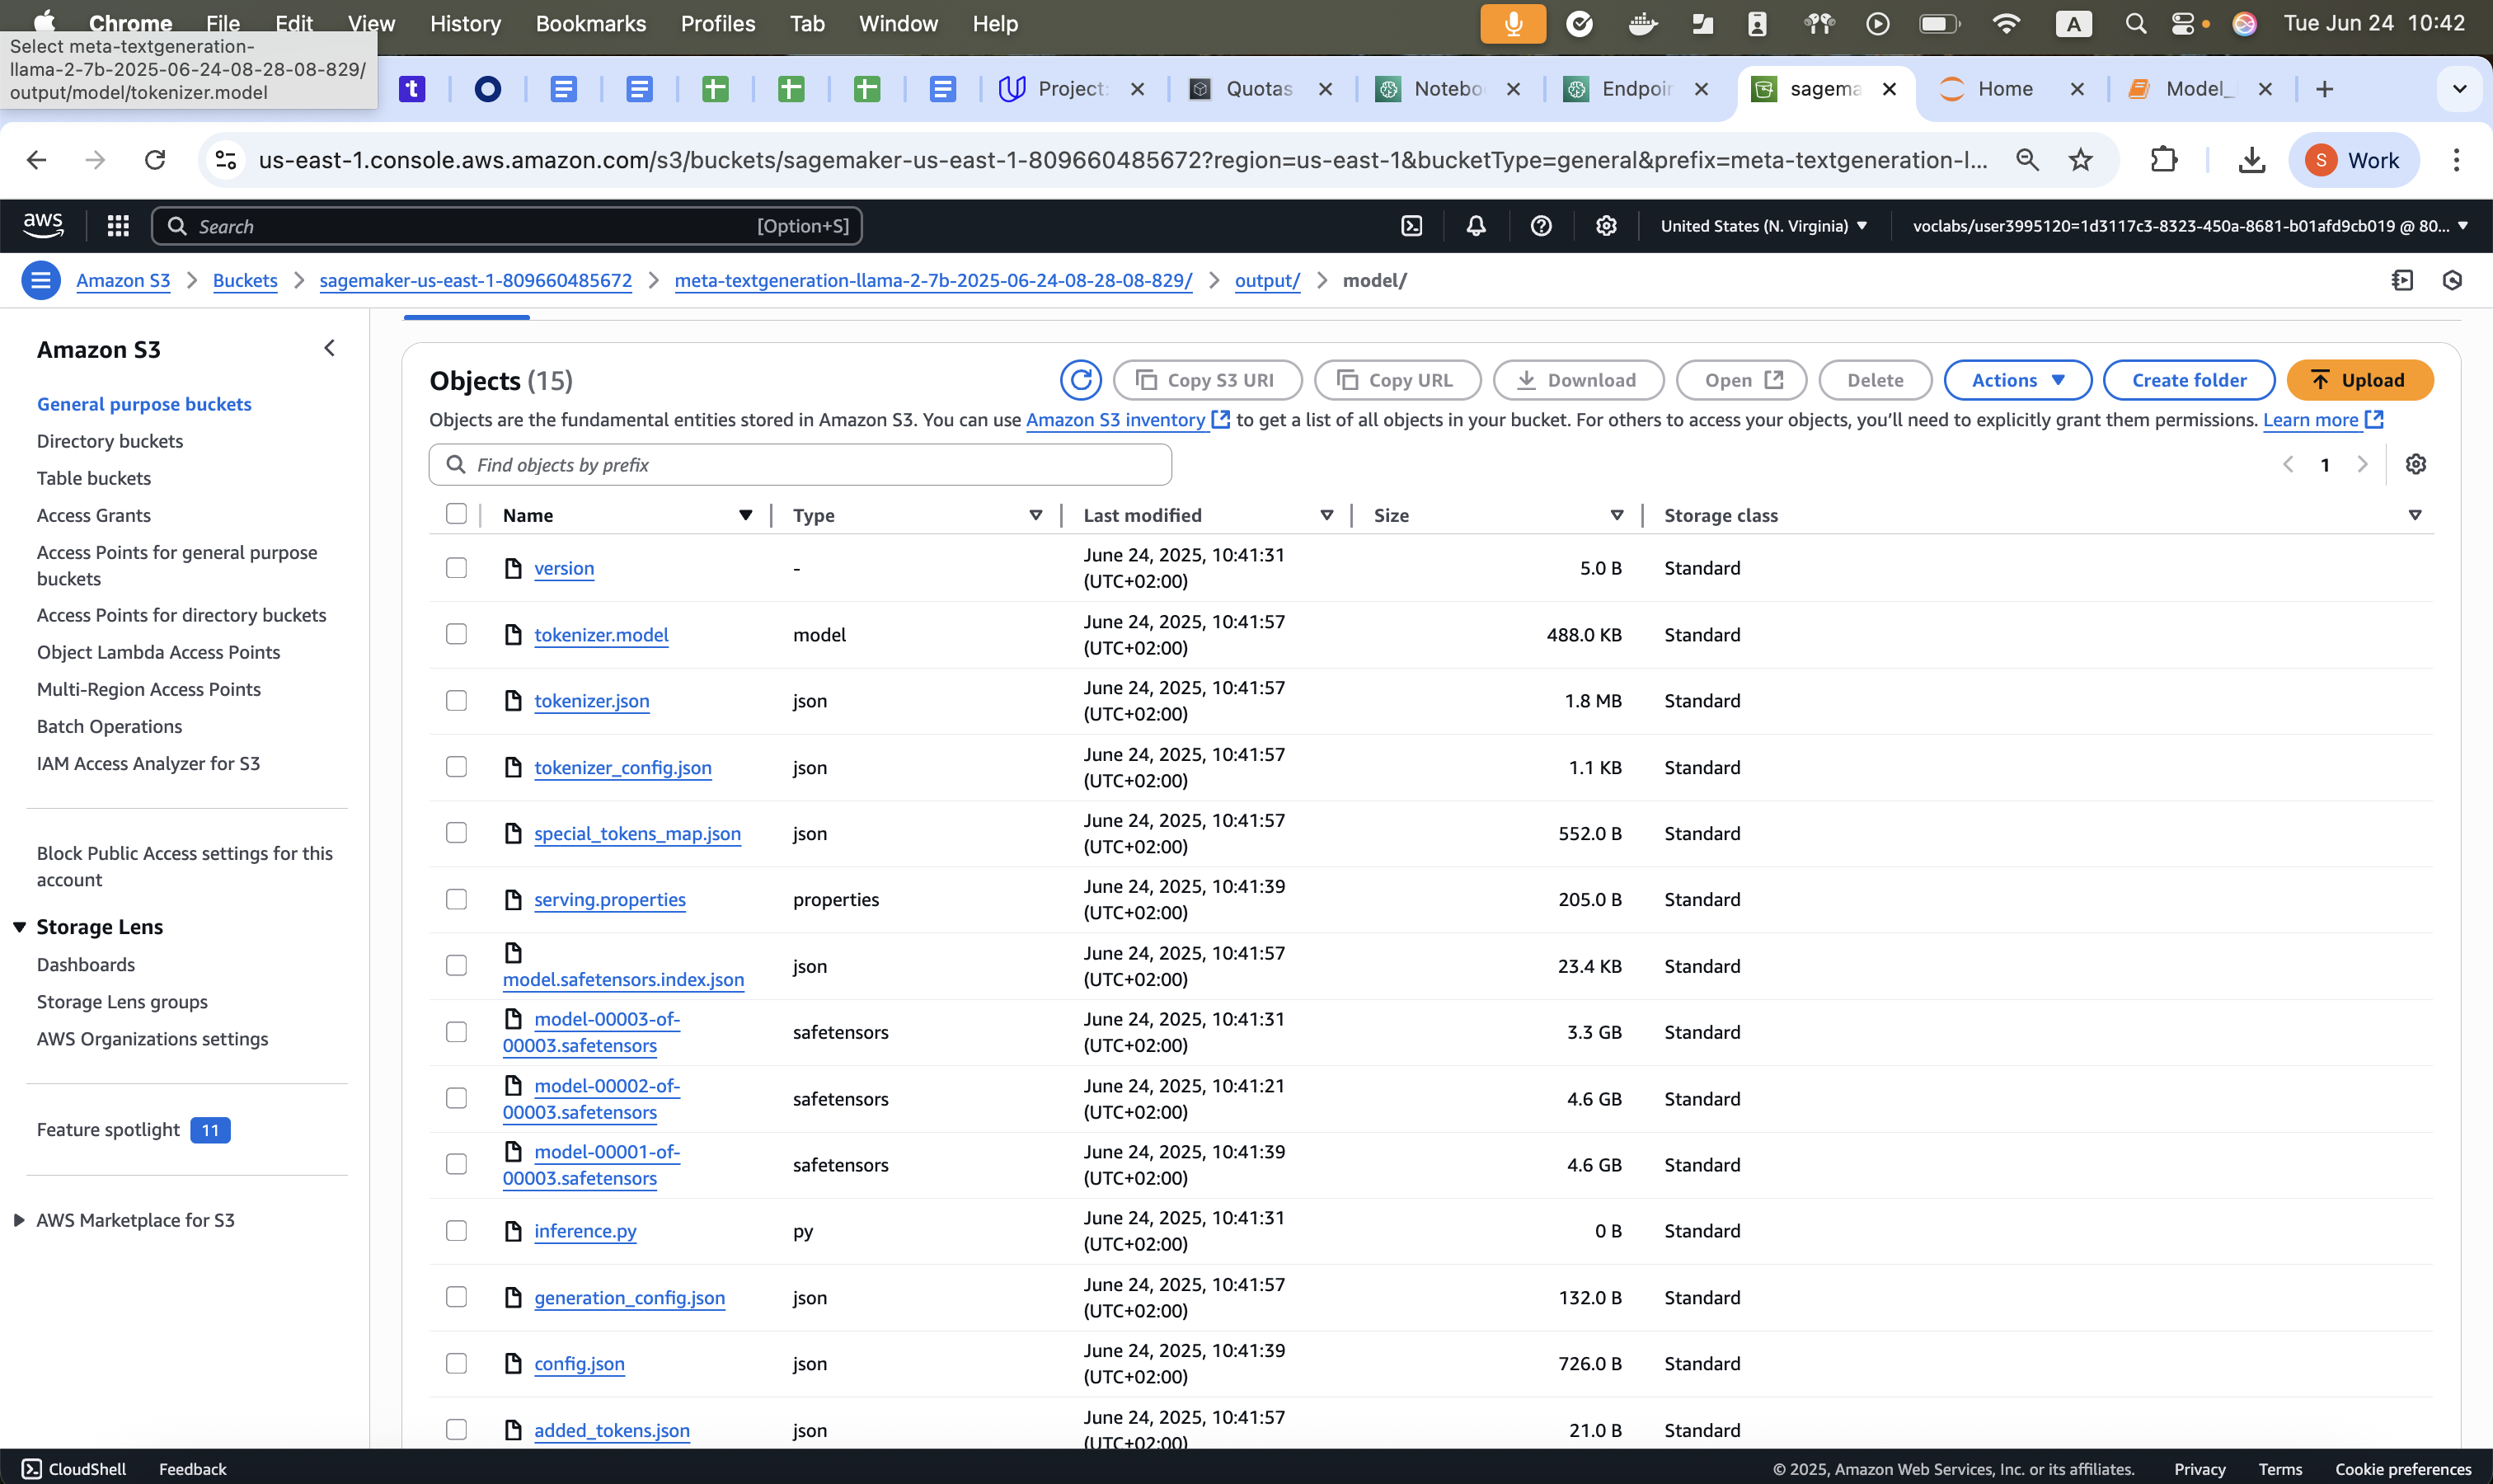 Chrome File Edit View History Bookmarks Profiles Tab Window Help
A Tue Jun 24 10:42
Select meta-textgeneration-
llama-2-7b-2025-06-24-08-28-08-829/
output/model/tokenizer.model
t Project: Quotas Notebo Endpoin sagema Home Model_
us-east-1.console.aws.amazon.com/s3/buckets/sagemaker-us-east-1-809660485672?region=us-east-1&bucketType=general&prefix=meta-textgeneration-l...
S Work
aws Search [Option+S] United States (N. Virginia) voclabs/user3995120=1d3117c3-8323-450a-8681-b01afd9cb019 @ 80...
Amazon S3 Buckets sagemaker-us-east-1-809660485672 meta-textgeneration-llama-2-7b-2025-06-24-08-28-08-829/ output/ model/
Amazon S3
General purpose buckets
Directory buckets
Table buckets
Access Grants
Access Points for general purpose
buckets
Access Points for directory buckets
Object Lambda Access Points
Multi-Region Access Points
Batch Operations
IAM Access Analyzer for S3
Block Public Access settings for this
account
Storage Lens
Dashboards
Storage Lens groups
AWS Organizations settings
Feature spotlight 11
AWS Marketplace for S3
Objects (15)
Copy S3 URI Copy URL Download Open Delete Actions Create folder Upload
Objects are the fundamental entities stored in Amazon S3. You can use Amazon S3 inventory to get a list of all objects in your bucket. For others to access your objects, you'll need to explicitly grant them permissions. Learn more
Find objects by prefix
1
Name Type Last modified Size Storage class
version - June 24, 2025, 10:41:31 5.0 B Standard
(UTC+02:00)
tokenizer.model model June 24, 2025, 10:41:57 488.0 KB Standard
(UTC+02:00)
tokenizer.json json June 24, 2025, 10:41:57 1.8 MB Standard
(UTC+02:00)
tokenizer_config.json json June 24, 2025, 10:41:57 1.1 KB Standard
(UTC+02:00)
special_tokens_map.json json June 24, 2025, 10:41:57 552.0 B Standard
(UTC+02:00)
serving.properties properties June 24, 2025, 10:41:39 205.0 B Standard
(UTC+02:00)
model.safetensors.index.json json June 24, 2025, 10:41:57 23.4 KB Standard
(UTC+02:00)
model-00003-of- safetensors June 24, 2025, 10:41:31 3.3 GB Standard
00003.safetensors (UTC+02:00)
model-00002-of- safetensors June 24, 2025, 10:41:21 4.6 GB Standard
00003.safetensors (UTC+02:00)
model-00001-of- safetensors June 24, 2025, 10:41:39 4.6 GB Standard
00003.safetensors (UTC+02:00)
inference.py py June 24, 2025, 10:41:31 0 B Standard
(UTC+02:00)
generation_config.json json June 24, 2025, 10:41:57 132.0 B Standard
(UTC+02:00)
config.json json June 24, 2025, 10:41:39 726.0 B Standard
(UTC+02:00)
added_tokens.json json June 24, 2025, 10:41:57 21.0 B Standard
(UTC+02:00)
CloudShell Feedback © 2025, Amazon Web Services, Inc. or its affiliates. Privacy Terms Cookie preferences